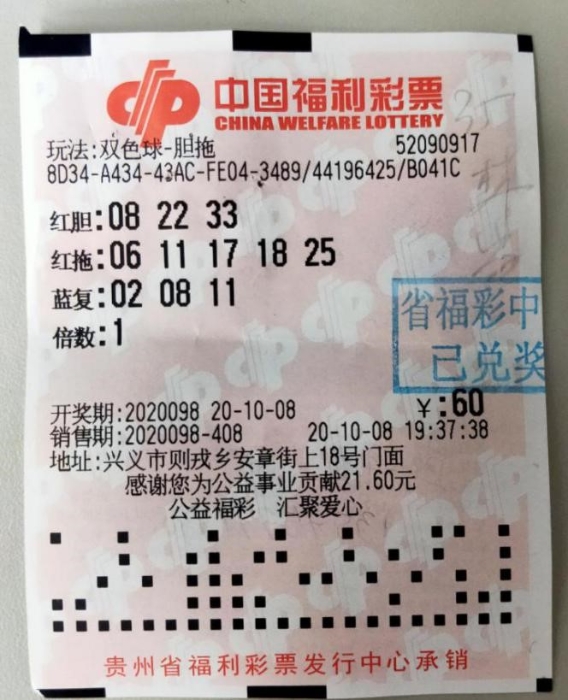 中国福利彩票
CHINA WELFARE LOTTERY
玩法:双色球-胆拖 52090917
8D34-A434-43AC-FE04-3489/44196425/B041C
红胆:08 22 33
红拖:06 11 17 18 25
蓝复:02 08 11
倍数:1
省福彩中
已兑奖
¥:60
开奖期:2020098 20-10-08
销售期:2020098-408 20-10-08 19:37:38
地址:兴义市则戎乡安章街上18号门面
感谢您为公益事业贡献21.60元
公益福彩 汇聚爱心
贵州省福利彩票发行中心承销